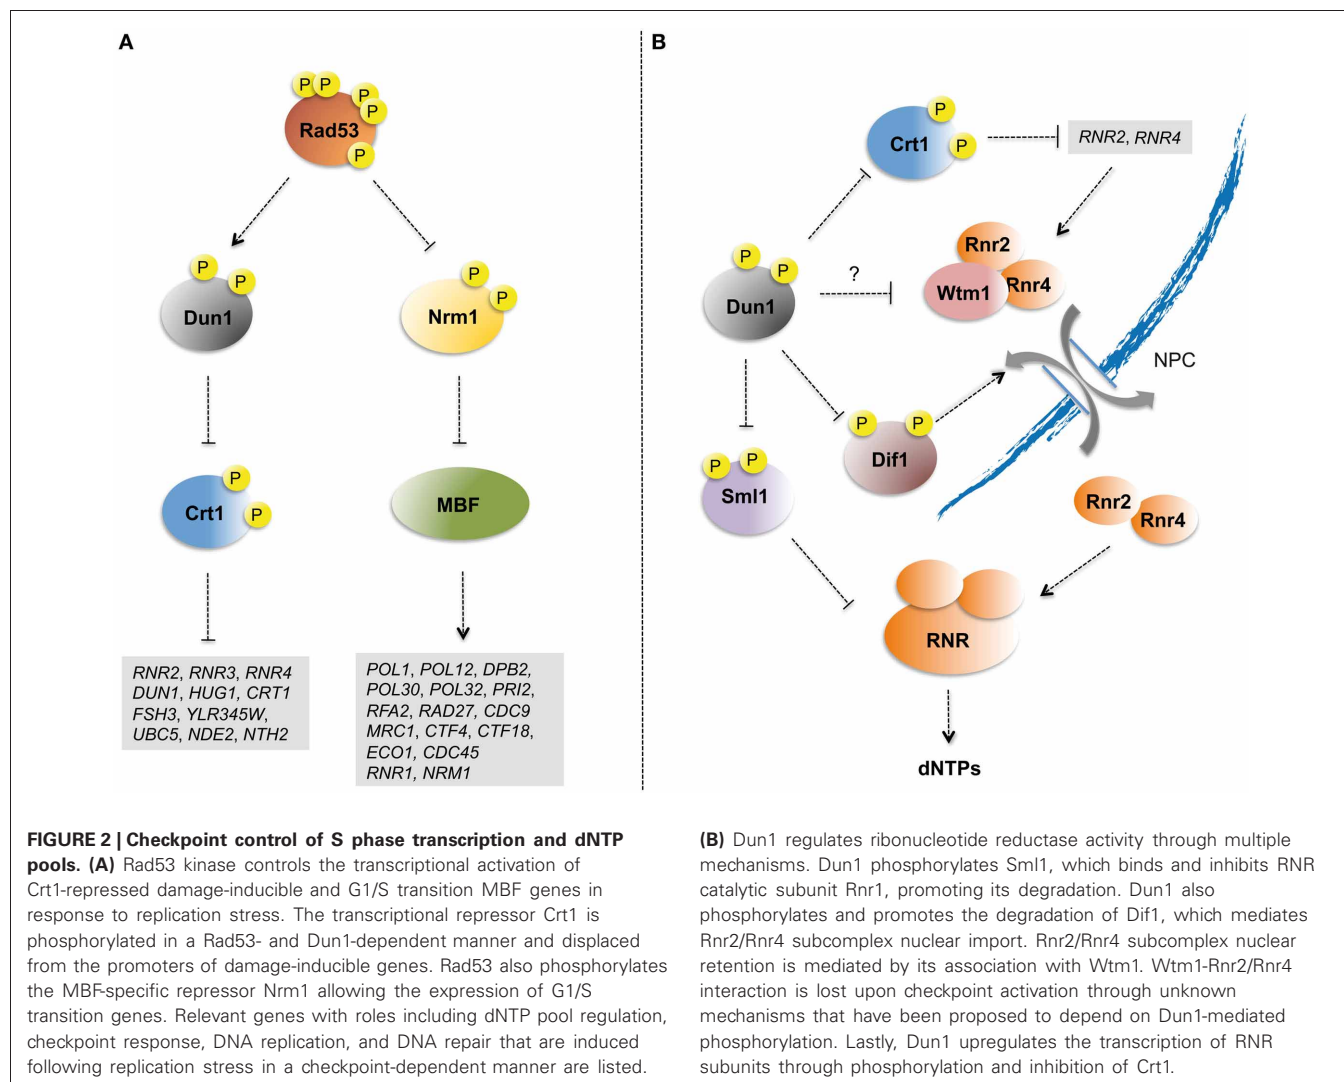 A
P P P P P
Rad53
P P
Dun1
P P
Nrm1
P P
Crt1
MBF
RNR2, RNR3, RNR4
DUN1, HUG1, CRT1
FSH3, YLR345W,
UBC5, NDE2, NTH2
POL1, POL12, DPB2,
POL30, POL32, PRI2,
RFA2, RAD27, CDC9
MRC1, CTF4, CTF18,
ECO1, CDC45
RNR1, NRM1
B
P P
Crt1
RNR2, RNR4
P P
Dun1
?
Rnr2
Wtm1 Rnr4
NPC
P P
Dif1
P P
Sml1
Rnr2
Rnr4
RNR
dNTPs
FIGURE 2 | Checkpoint control of S phase transcription and dNTP
pools. (A) Rad53 kinase controls the transcriptional activation of
Crt1-repressed damage-inducible and G1/S transition MBF genes in
response to replication stress. The transcriptional repressor Crt1 is
phosphorylated in a Rad53- and Dun1-dependent manner and displaced
from the promoters of damage-inducible genes. Rad53 also phosphorylates
the MBF-specific repressor Nrm1 allowing the expression of G1/S
transition genes. Relevant genes with roles including dNTP pool regulation,
checkpoint response, DNA replication, and DNA repair that are induced
following replication stress in a checkpoint-dependent manner are listed.
(B) Dun1 regulates ribonucleotide reductase activity through multiple
mechanisms. Dun1 phosphorylates Sml1, which binds and inhibits RNR
catalytic subunit Rnr1, promoting its degradation. Dun1 also
phosphorylates and promotes the degradation of Dif1, which mediates
Rnr2/Rnr4 subcomplex nuclear import. Rnr2/Rnr4 subcomplex nuclear
retention is mediated by its association with Wtm1. Wtm1-Rnr2/Rnr4
interaction is lost upon checkpoint activation through unknown
mechanisms that have been proposed to depend on Dun1-mediated
phosphorylation. Lastly, Dun1 upregulates the transcription of RNR
subunits through phosphorylation and inhibition of Crt1.